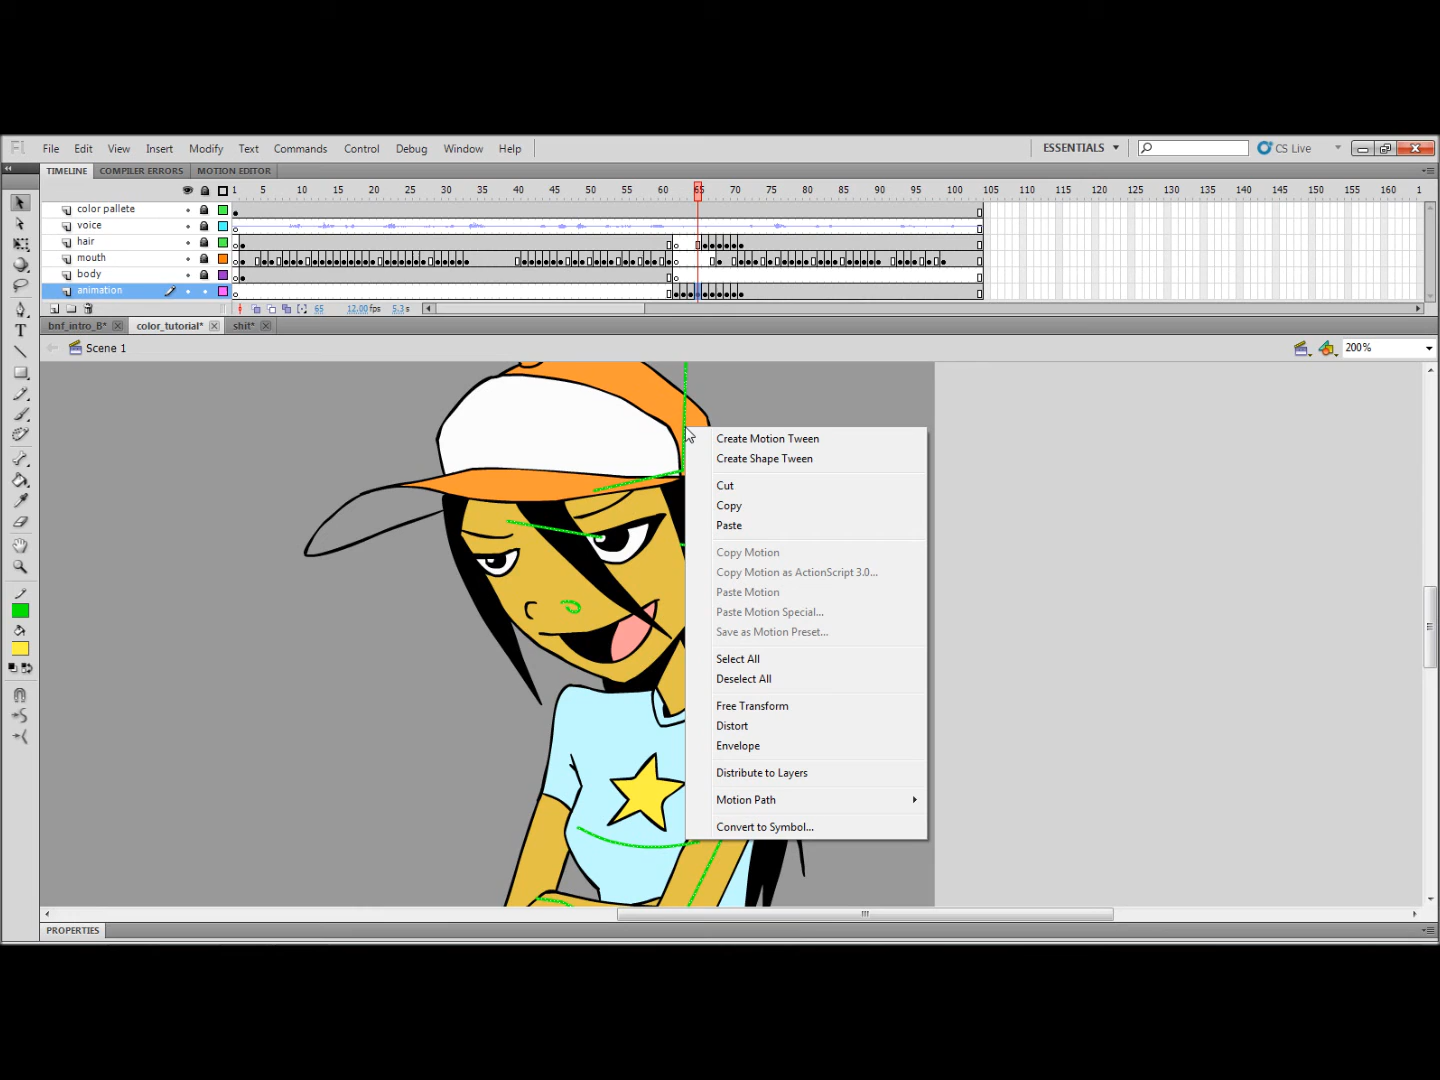 Fl File Edit View Insert Modify Text Commands Control Debug Window Help ESSENTIALS CS Live
TIMELINE COMPILER ERRORS MOTION EDITOR
1 5 10 15 20 25 30 35 40 45 50 55 60 65 70 75 80 85 90 95 100 105 110 115 120 125 130 135 140 145 150 155 160 1
color pallete
voice
hair
mouth
body
animation
65 12.00 fps 5.3 s
bnf_intro_B* color_tutorial* shit*
Scene 1 200%
Create Motion Tween
Create Shape Tween
Cut
Copy
Paste
Copy Motion
Copy Motion as ActionScript 3.0...
Paste Motion
Paste Motion Special...
Save as Motion Preset...
Select All
Deselect All
Free Transform
Distort
Envelope
Distribute to Layers
Motion Path
Convert to Symbol...
PROPERTIES